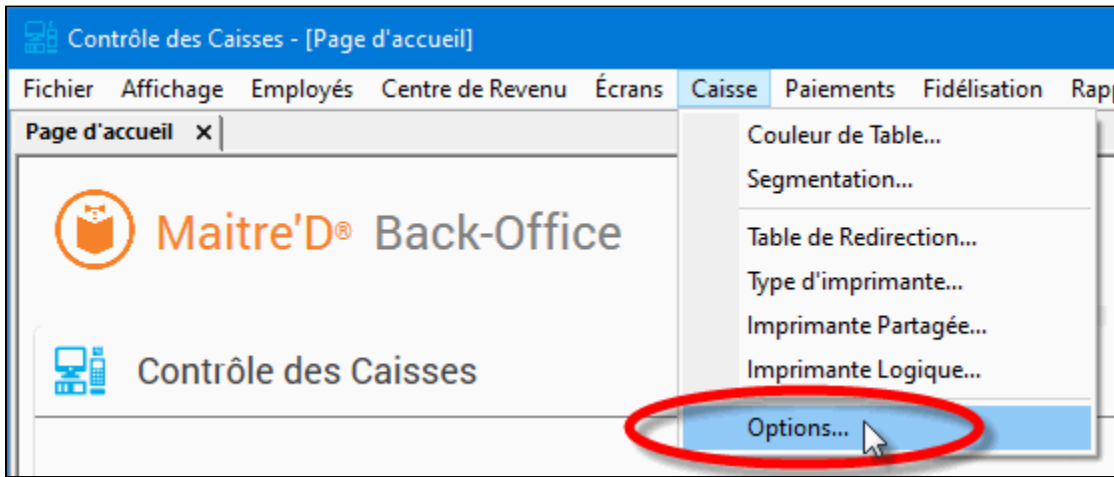 Contrôle des Caisses - [Page d'accueil]
Fichier Affichage Employés Centre de Revenu Écrans Caisse Paiements Fidélisation Rapp
Page d'accueil x
Couleur de Table...
Segmentation...
Maitre'D® Back-Office
Table de Redirection...
Type d'imprimante...
Imprimante Partagée...
Contrôle des Caisses
Imprimante Logique...
Options...